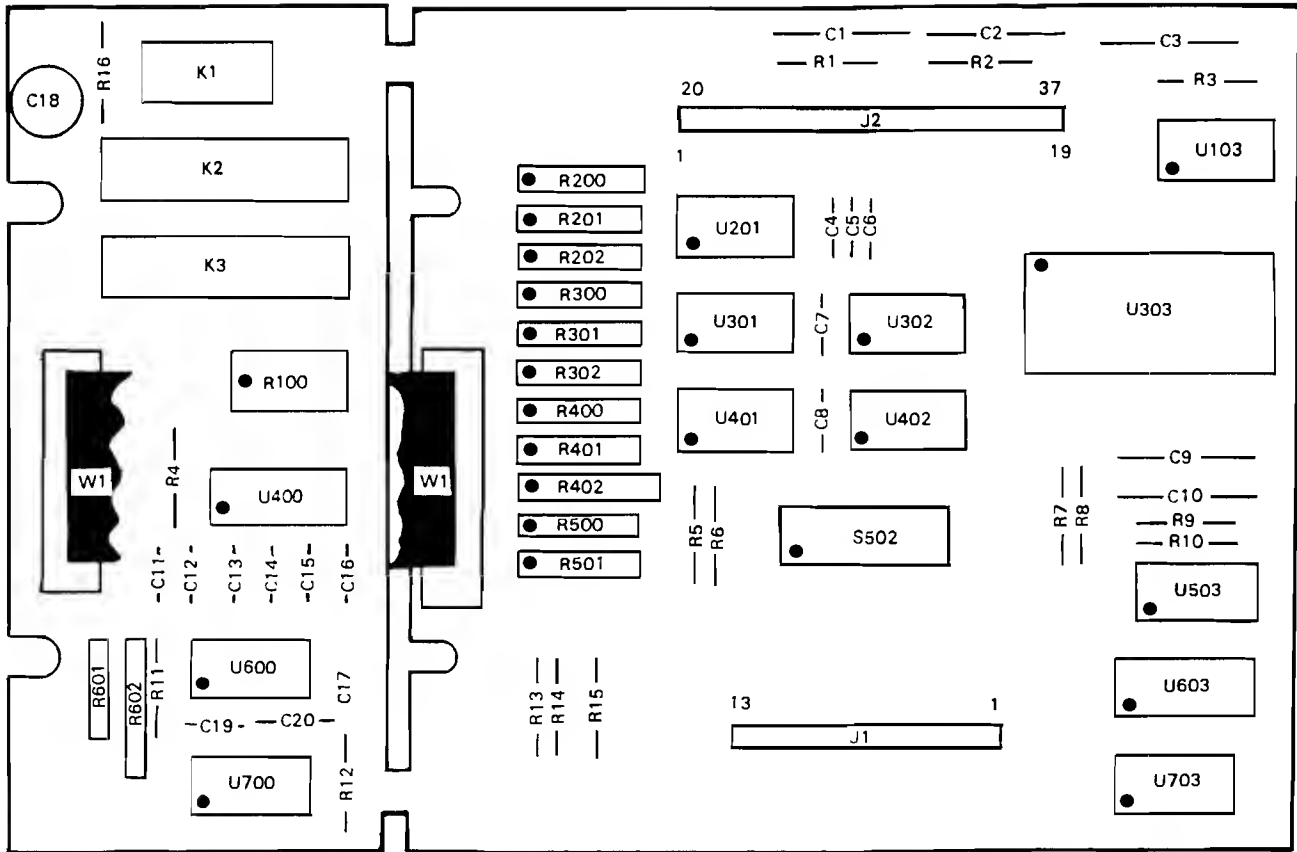 C1
C2
C3
R16
K1
R1
R2
R3
C18
20
37
J2
1
19
U103
K2
R200
R201
U201
C4
C5
C6
K3
R202
R300
U303
R301
U301
C7
U302
R302
R100
R400
U401
C8
U402
R401
C9
W1
R4
W1
R402
U400
C10
R500
R5
R6
S502
R7
R8
R9
R10
R501
C11
C12
C13
C14
C15
C16
U503
R601
R602
R11
U600
C17
U603
R13
R14
R15
13
1
C19
C20
J1
U700
R12
U703